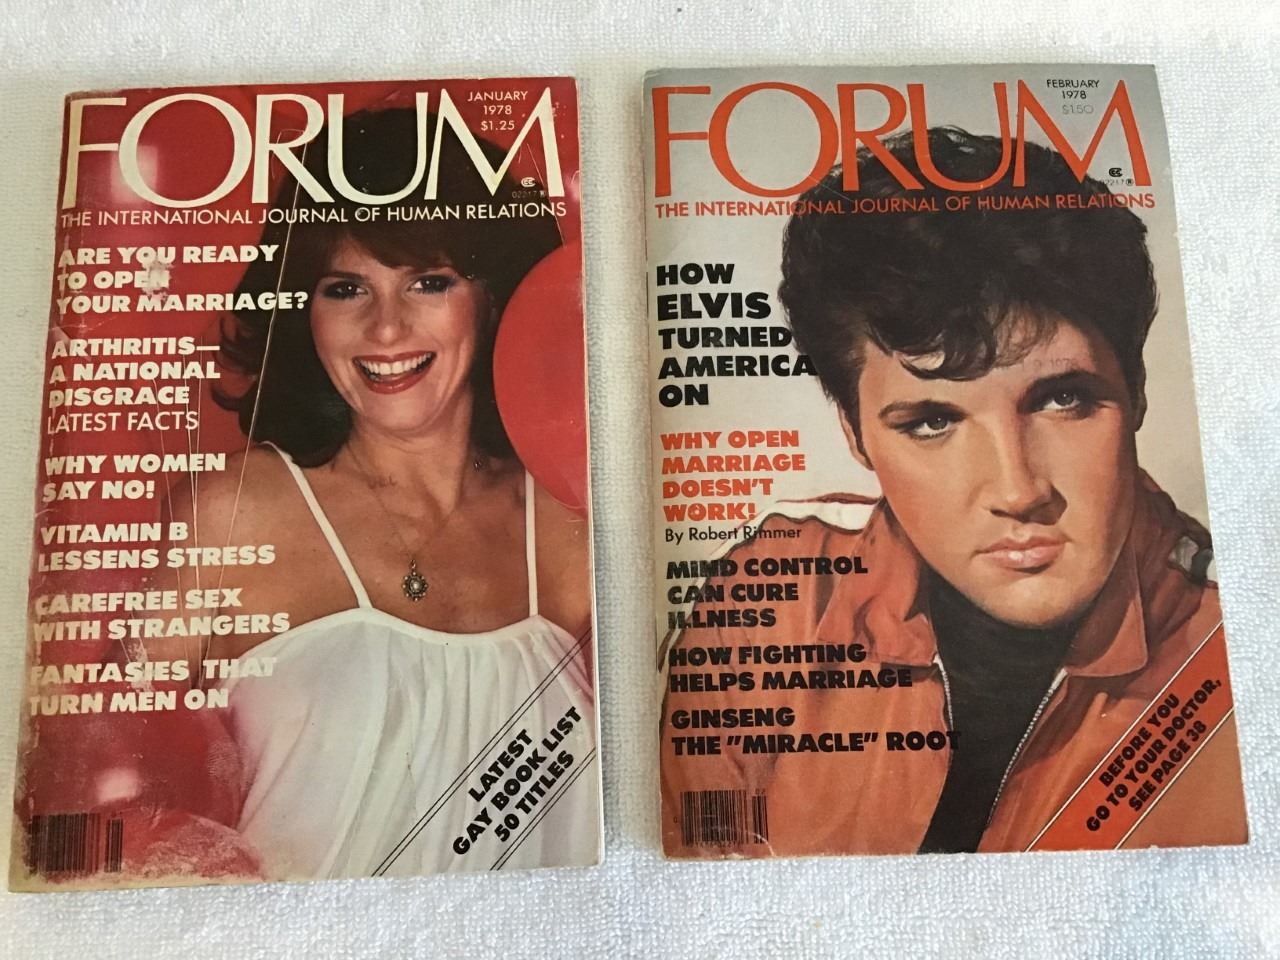 FORUM
JANUARY
1978
$1.25
02217
THE INTERNATIONAL JOURNAL OF HUMAN RELATIONS
ARE YOU READY
TO OPEN
YOUR MARRIAGE?
ARTHRITIS—
A NATIONAL
DISGRACE
LATEST FACTS
WHY WOMEN
SAY NO!
VITAMIN B
LESSENS STRESS
CAREFREE SEX
WITH STRANGERS
FANTASIES THAT
TURN MEN ON
LATEST
GAY BOOK LIST
50 TITLES
FORUM
FEBRUARY
1978
$1.50
02217
THE INTERNATIONAL JOURNAL OF HUMAN RELATIONS
HOW
ELVIS
TURNED
AMERICA
ON
WHY OPEN
MARRIAGE
DOESN'T
WORK!
By Robert Rimmer
MIND CONTROL
CAN CURE
ILLNESS
HOW FIGHTING
HELPS MARRIAGE
GINSENG
THE "MIRACLE" ROOT
BEFORE YOU
GO TO YOUR DOCTOR,
SEE PAGE 38
02